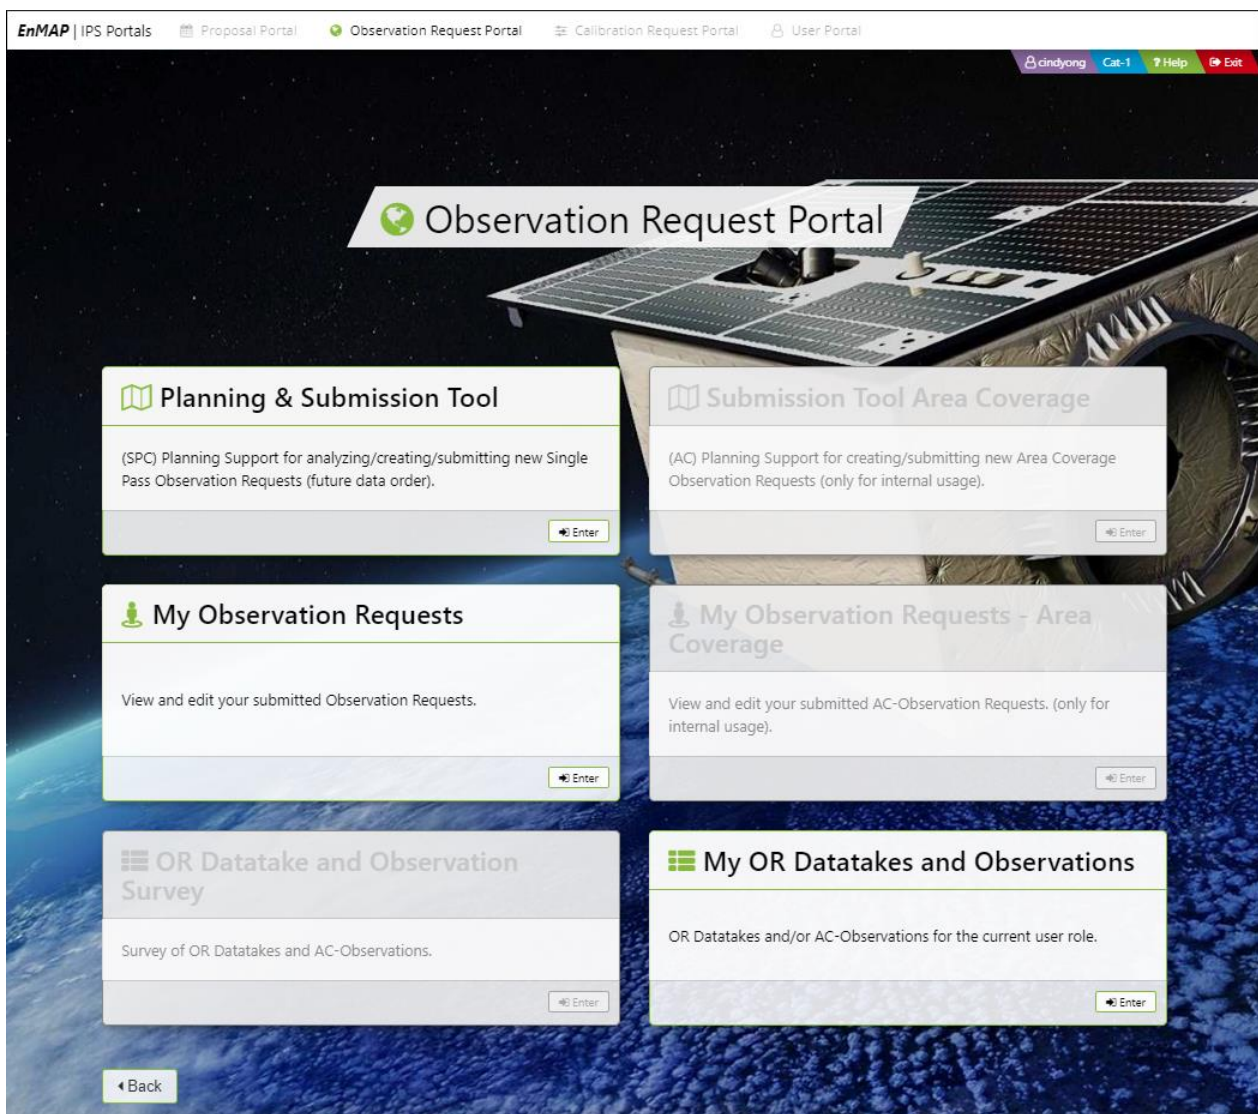 EnMAP | IPS Portals Proposal Portal Observation Request Portal Calibration Request Portal User Portal
cindyong Cat-1 ? Help Exit
Observation Request Portal
Planning & Submission Tool
(SPC) Planning Support for analyzing/creating/submitting new Single
Pass Observation Requests (future data order).
Enter
Submission Tool Area Coverage
(AC) Planning Support for creating/submitting new Area Coverage
Observation Requests (only for internal usage).
Enter
My Observation Requests
View and edit your submitted Observation Requests.
Enter
My Observation Requests - Area
Coverage
View and edit your submitted AC-Observation Requests. (only for
internal usage).
Enter
OR Datatake and Observation
Survey
Survey of OR Datatakes and AC-Observations.
Enter
My OR Datatakes and Observations
OR Datatakes and/or AC-Observations for the current user role.
Enter
Back